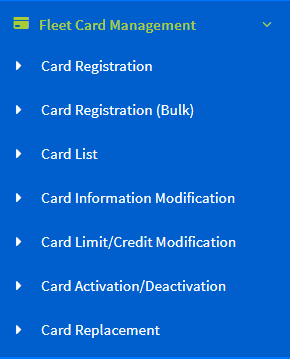 Fleet Card Management
Card Registration
Card Registration (Bulk)
Card List
Card Information Modification
Card Limit/Credit Modification
Card Activation/Deactivation
Card Replacement